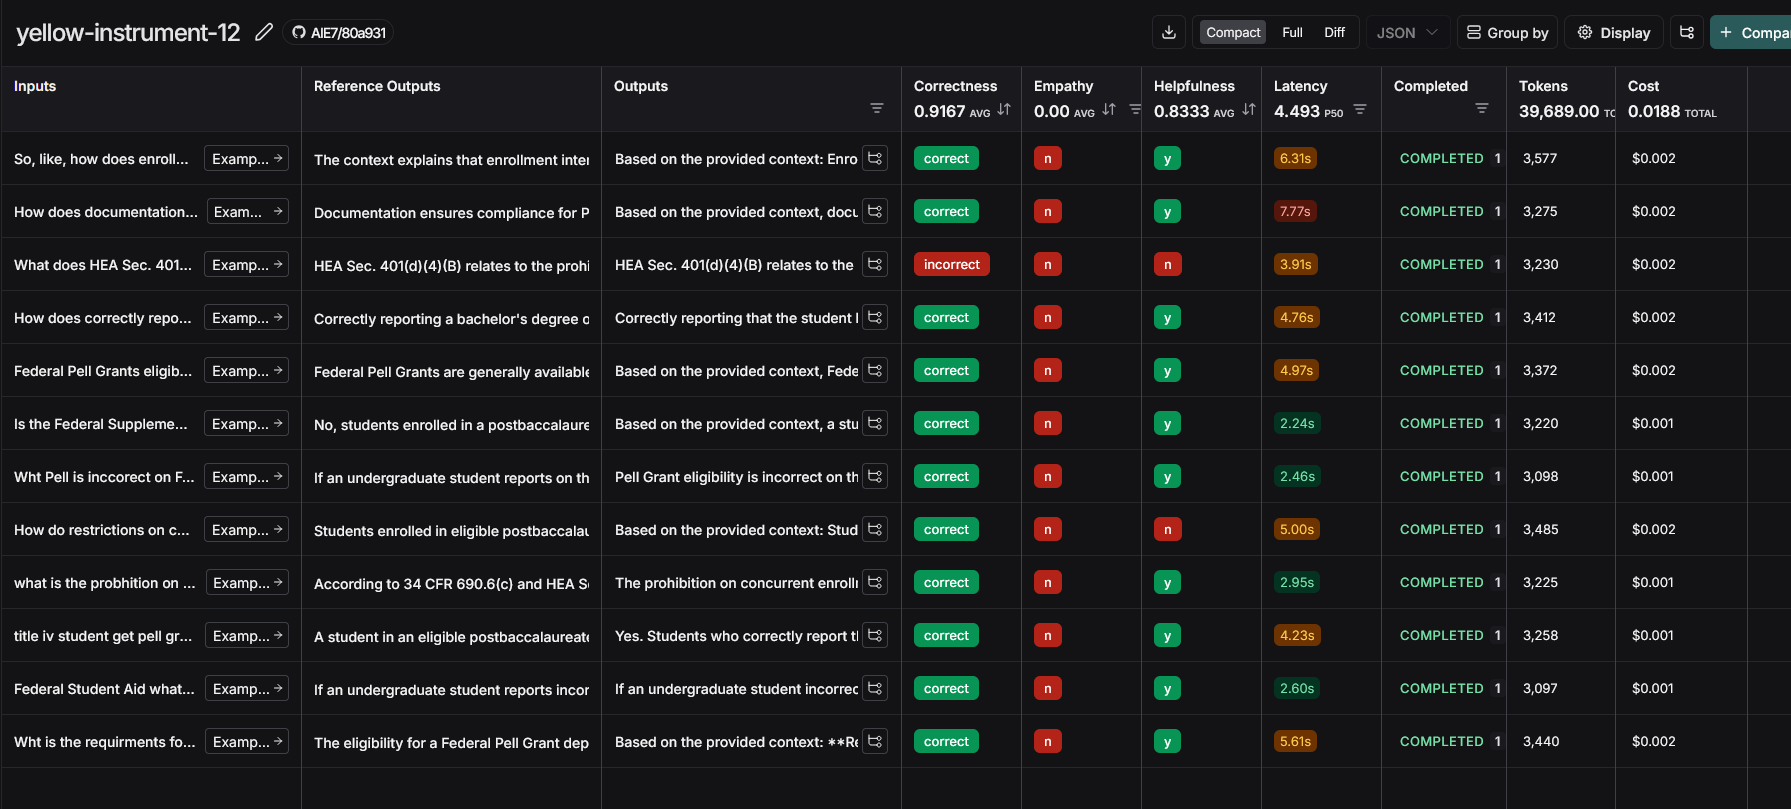 yellow-instrument-12 AIE7/80a931 Compact Full Diff JSON Group by Display + Compa
Inputs Reference Outputs Outputs Correctness Empathy Helpfulness Latency Completed Tokens Cost
0.9167 AVG 0.00 AVG 0.8333 AVG 4.493 P50 39,689.00 TO 0.0188 TOTAL
So, like, how does enroll... Examp... → The context explains that enrollment inter Based on the provided context: Enro correct n y 6.31s COMPLETED 1 3,577 $0.002
How does documentation... Exam... → Documentation ensures compliance for P Based on the provided context, docu correct n y 7.77s COMPLETED 1 3,275 $0.002
What does HEA Sec. 401... Examp... → HEA Sec. 401(d)(4)(B) relates to the prohi HEA Sec. 401(d)(4)(B) relates to the incorrect n n 3.91s COMPLETED 1 3,230 $0.002
How does correctly repo... Examp... → Correctly reporting a bachelor's degree o Correctly reporting that the student correct n y 4.76s COMPLETED 1 3,412 $0.002
Federal Pell Grants eligib... Examp... → Federal Pell Grants are generally available Based on the provided context, Fede correct n y 4.97s COMPLETED 1 3,372 $0.002
Is the Federal Suppleme... Examp... → No, students enrolled in a postbaccalaure Based on the provided context, a stu correct n y 2.24s COMPLETED 1 3,220 $0.001
Wht Pell is inccorect on F... Examp... → If an undergraduate student reports on th Pell Grant eligibility is incorrect on th correct n y 2.46s COMPLETED 1 3,098 $0.001
How do restrictions on c... Examp... → Students enrolled in eligible postbaccalau Based on the provided context: Stud correct n n 5.00s COMPLETED 1 3,485 $0.002
what is the probhition on ... Examp... → According to 34 CFR 690.6(c) and HEA Se The prohibition on concurrent enrollı correct n y 2.95s COMPLETED 1 3,225 $0.001
title iv student get pell gr... Examp... → A student in an eligible postbaccalaureate Yes. Students who correctly report tl correct n y 4.23s COMPLETED 1 3,258 $0.001
Federal Student Aid what... Examp... → If an undergraduate student reports incor If an undergraduate student incorrec correct n y 2.60s COMPLETED 1 3,097 $0.001
Wht is the requirments fo... Examp... → The eligibility for a Federal Pell Grant dep Based on the provided context: **Re correct n y 5.61s COMPLETED 1 3,440 $0.002